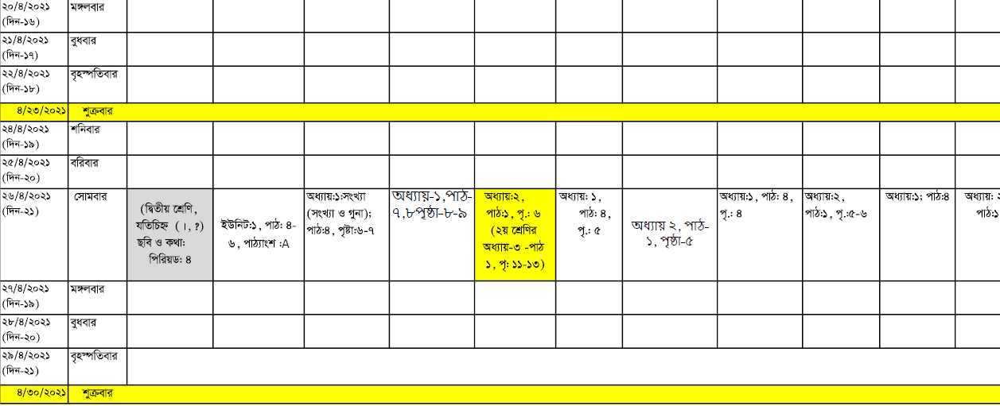 ২০/৪/২০২১ মঙ্গলবার
(দিন-১৬)
২১/৪/২০২১ বুধবার
(দিন-১৭)
২২/৪/২০২১ বৃহস্পতিবার
(দিন-১৮)
৪/২৩/২০২১ শুক্রবার
২৪/৪/২০২১ শনিবার
(দিন-১৯)
২৫/৪/২০২১ বরিবার
(দিন-২০)
২৬/৪/২০২১ সোমবার
(দিন-২১)
(দ্বিতীয় শ্রেণি,
যতিচিহ্ন (।, ?)
ছবি ও কথা:
পিরিয়ড: ৪
ইউনিট:১, পাঠ: ৪-
৬, পাঠ্যাংশ :A
অধ্যায়:১:সংখ্যা
(সংখ্যা ও গুনা);
পাঠ:৪, পৃষ্টা:৬-৭
অধ্যায়-১,পাঠ-
৭,৮পৃষ্ঠা-৮-৯
অধ্যায়:২,
পাঠ:১, পৃ.: ৬
(২য় শ্রেণির
অধ্যায়-৩ -পাঠ
১, পৃ: ১১-১৩)
অধ্যায়: ১,
পাঠ: ৪,
পৃ.: ৫
অধ্যায় ২, পাঠ-
১, পৃষ্ঠা-৫
অধ্যায়:১, পাঠ: ৪,
পৃ.: ৪
অধ্যায়:২,
পাঠ:১, পৃ.:৫-৬
অধ্যায়:১; পাঠ:৪
অধ্যায়:
পাঠ:১
২৭/৪/২০২১ মঙ্গলবার
(দিন-১৯)
২৮/৪/২০২১ বুধবার
(দিন-২০)
২৯/৪/২০২১ বৃহস্পতিবার
(দিন-২১)
৪/৩০/২০২১ শুক্রবার